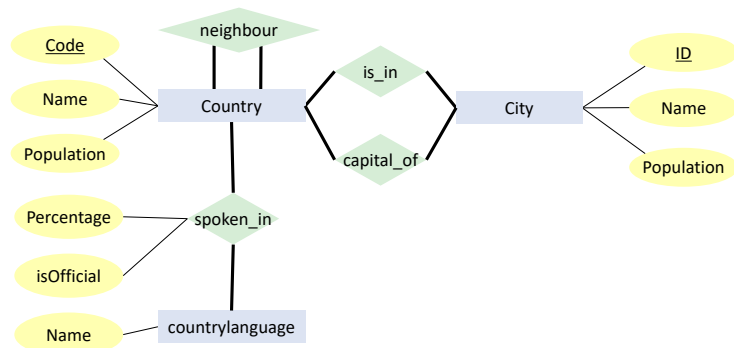 neighbour
Code
ID
is_in
Name
Country
City
Name
Population
capital_of
Population
Percentage
spoken_in
isOfficial
Name
countrylanguage